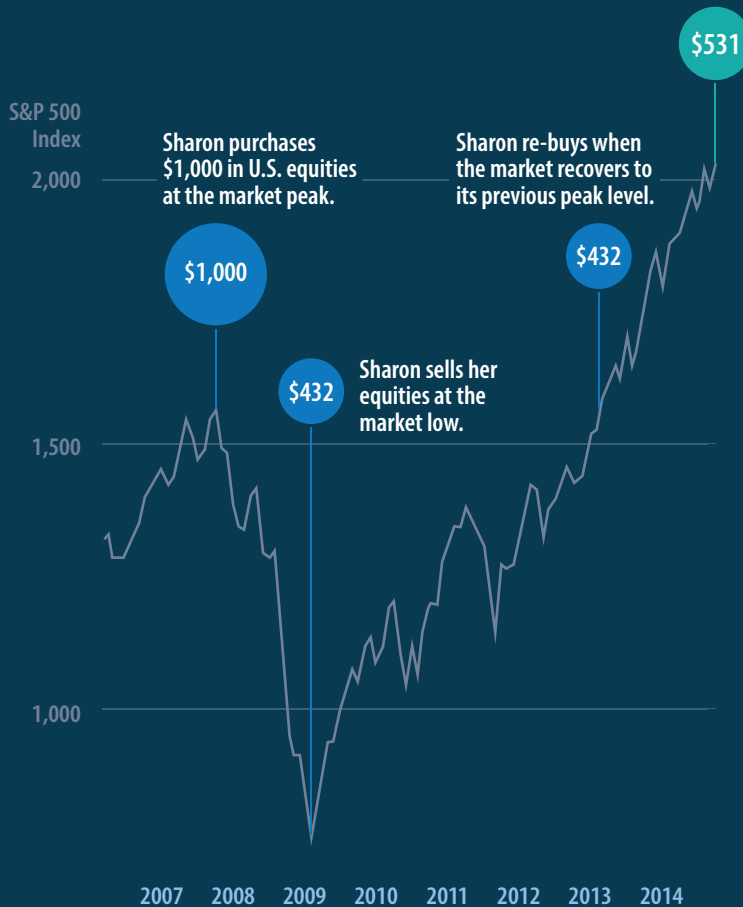 $531
S&P 500
Index
Sharon purchases
$1,000 in U.S. equities
at the market peak.
Sharon re-buys when
the market recovers to
its previous peak level.
2,000
$1,000
$432
$432
Sharon sells her
equities at the
market low.
1,500
1,000
2007 2008 2009 2010 2011 2012 2013 2014